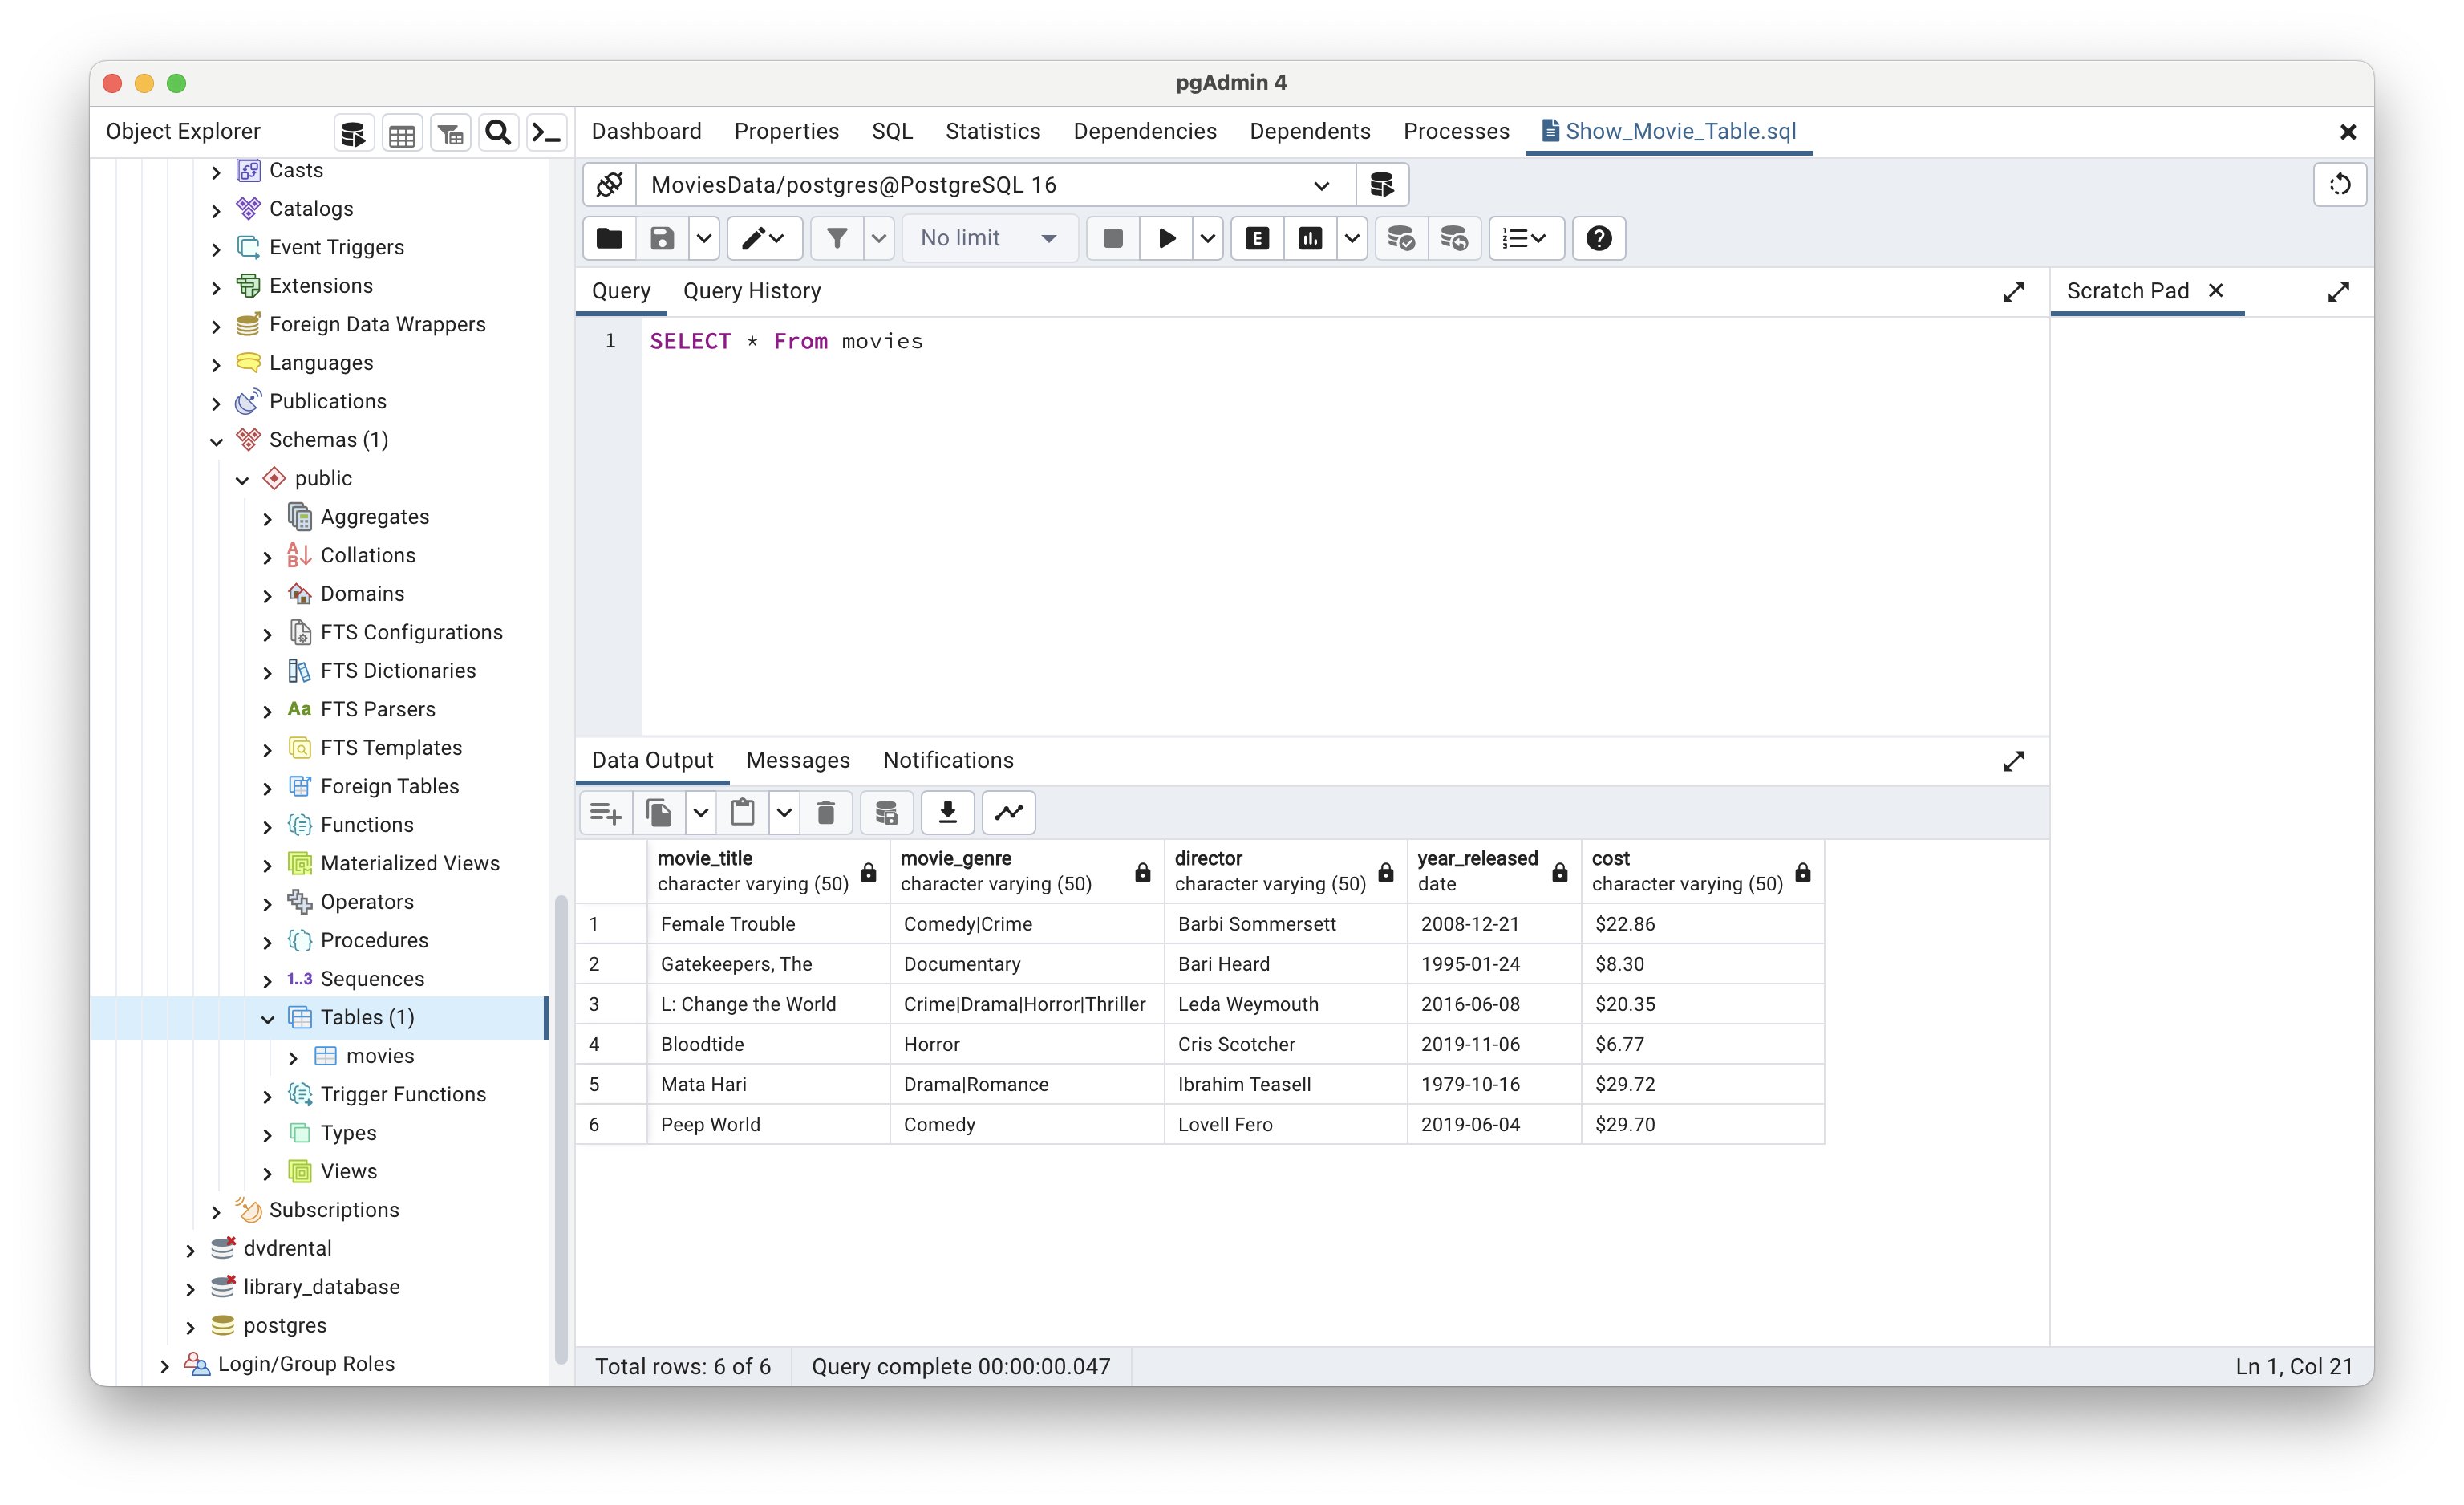 pgAdmin 4
Object Explorer
Dashboard Properties SQL Statistics Dependencies Dependents Processes Show_Movie_Table.sql
Casts
Catalogs
Event Triggers
Extensions
Foreign Data Wrappers
Languages
Publications
Schemas (1)
public
Aggregates
Collations
Domains
FTS Configurations
FTS Dictionaries
Aa FTS Parsers
FTS Templates
Foreign Tables
Functions
Materialized Views
Operators
Procedures
1..3 Sequences
Tables (1)
movies
Trigger Functions
Types
Views
Subscriptions
dvdrental
library_database
postgres
Login/Group Roles
MoviesData/postgres@PostgreSQL 16
No limit E
Query Query History
Scratch Pad
1 SELECT * From movies
Data Output Messages Notifications
movie_title movie_genre director year_released cost
character varying (50) character varying (50) character varying (50) date character varying (50)
1 Female Trouble Comedy|Crime Barbi Sommersett 2008-12-21 $22.86
2 Gatekeepers, The Documentary Bari Heard 1995-01-24 $8.30
3 L: Change the World Crime|Drama|Horror|Thriller Leda Weymouth 2016-06-08 $20.35
4 Bloodtide Horror Cris Scotcher 2019-11-06 $6.77
5 Mata Hari Drama|Romance Ibrahim Teasell 1979-10-16 $29.72
6 Peep World Comedy Lovell Fero 2019-06-04 $29.70
Total rows: 6 of 6 Query complete 00:00:00.047 Ln 1, Col 21